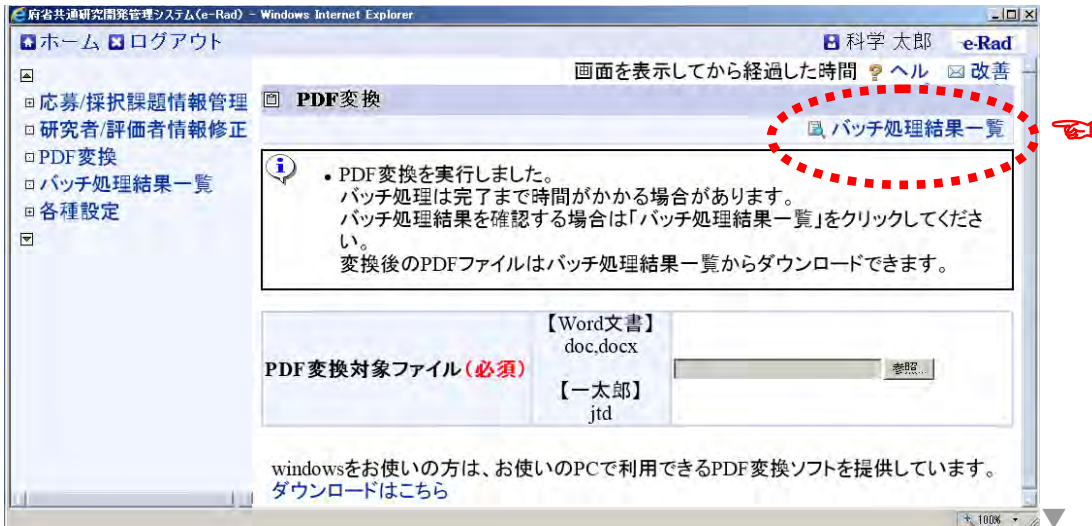 府省共通研究開発管理システム(e-Rad) - Windows Internet Explorer
ホーム ログアウト 科学 太郎 e-Rad
画面を表示してから経過した時間 ヘル 改善
応募/採択課題情報管理
研究者/評価者情報修正
PDF変換
バッチ処理結果一覧
各種設定
PDF変換
バッチ処理結果一覧
・PDF変換を実行しました。
バッチ処理は完了まで時間がかかる場合があります。
バッチ処理結果を確認する場合は「バッチ処理結果一覧」をクリックしてくださ
い。
変換後のPDFファイルはバッチ処理結果一覧からダウンロードできます。
PDF変換対象ファイル(必須)
【Word文書】
doc,docx
【一太郎】
jtd
参照...
windowsをお使いの方は、お使いのPCで利用できるPDF変換ソフトを提供しています。
ダウンロードはこちら
100%